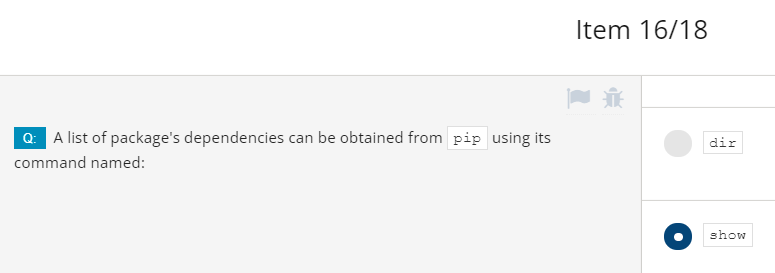 Item 16/18
Q: A list of package's dependencies can be obtained from pip using its
command named:
dir
show